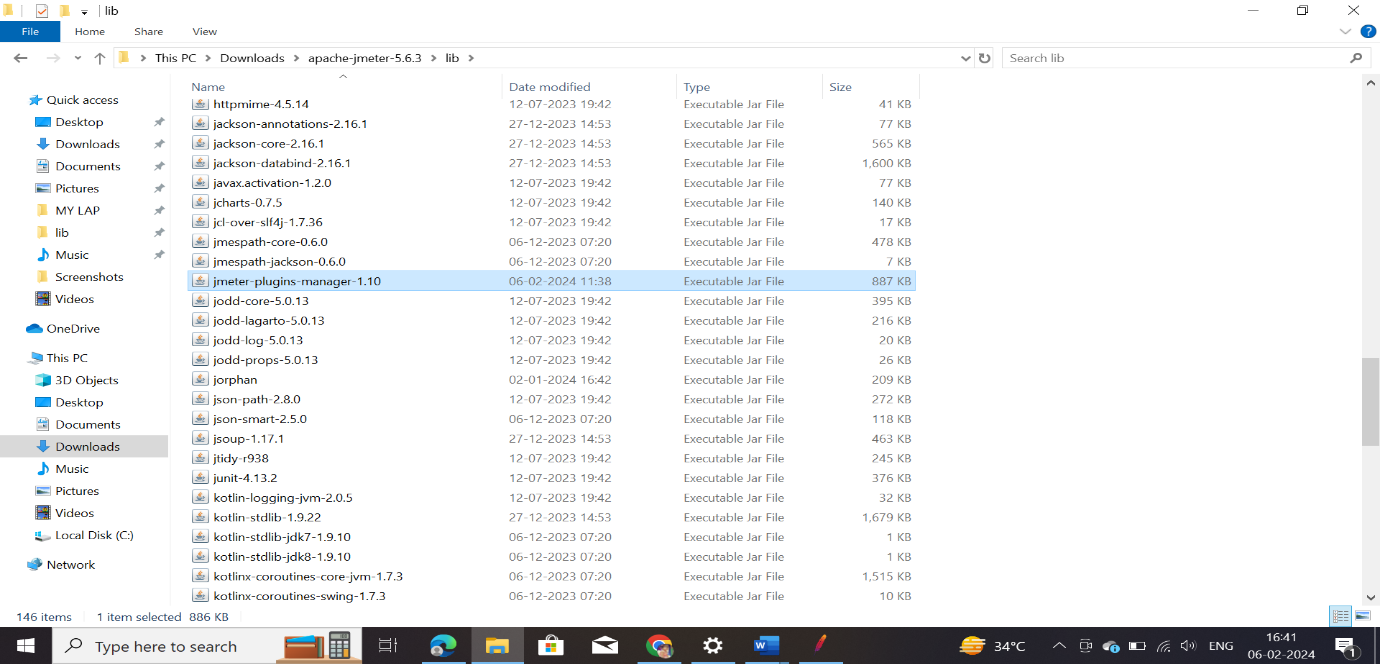 lib
File Home Share View
This PC Downloads apache-jmeter-5.6.3 lib Search lib
Name Date modified Type Size
Quick access
Desktop
Downloads
Documents
Pictures
MY LAP
lib
Music
Screenshots
Videos
OneDrive
This PC
3D Objects
Desktop
Documents
Downloads
Music
Pictures
Videos
Local Disk (C:)
Network
httpmime-4.5.14 12-07-2023 19:42 Executable Jar File 41 KB
jackson-annotations-2.16.1 27-12-2023 14:53 Executable Jar File 77 KB
jackson-core-2.16.1 27-12-2023 14:53 Executable Jar File 565 KB
jackson-databind-2.16.1 27-12-2023 14:53 Executable Jar File 1,600 KB
javax.activation-1.2.0 12-07-2023 19:42 Executable Jar File 77 KB
jcharts-0.7.5 12-07-2023 19:42 Executable Jar File 140 KB
jcl-over-slf4j-1.7.36 12-07-2023 19:42 Executable Jar File 17 KB
jmespath-core-0.6.0 06-12-2023 07:20 Executable Jar File 478 KB
jmespath-jackson-0.6.0 06-12-2023 07:20 Executable Jar File 7 KB
jmeter-plugins-manager-1.10 06-02-2024 11:38 Executable Jar File 887 KB
jodd-core-5.0.13 12-07-2023 19:42 Executable Jar File 395 KB
jodd-lagarto-5.0.13 12-07-2023 19:42 Executable Jar File 216 KB
jodd-log-5.0.13 12-07-2023 19:42 Executable Jar File 20 KB
jodd-props-5.0.13 12-07-2023 19:42 Executable Jar File 26 KB
jorphan 02-01-2024 16:42 Executable Jar File 209 KB
json-path-2.8.0 12-07-2023 19:42 Executable Jar File 272 KB
json-smart-2.5.0 06-12-2023 07:20 Executable Jar File 118 KB
jsoup-1.17.1 27-12-2023 14:53 Executable Jar File 463 KB
jtidy-r938 12-07-2023 19:42 Executable Jar File 245 KB
junit-4.13.2 12-07-2023 19:42 Executable Jar File 376 KB
kotlin-logging-jvm-2.0.5 12-07-2023 19:42 Executable Jar File 32 KB
kotlin-stdlib-1.9.22 27-12-2023 14:53 Executable Jar File 1,679 KB
kotlin-stdlib-jdk7-1.9.10 06-12-2023 07:20 Executable Jar File 1 KB
kotlin-stdlib-jdk8-1.9.10 06-12-2023 07:20 Executable Jar File 1 KB
kotlinx-coroutines-core-jvm-1.7.3 06-12-2023 07:20 Executable Jar File 1,515 KB
kotlinx-coroutines-swing-1.7.3 06-12-2023 07:20 Executable Jar File 10 KB
146 items 1 item selected 886 KB
Type here to search 34°C ENG 16:41
06-02-2024 1